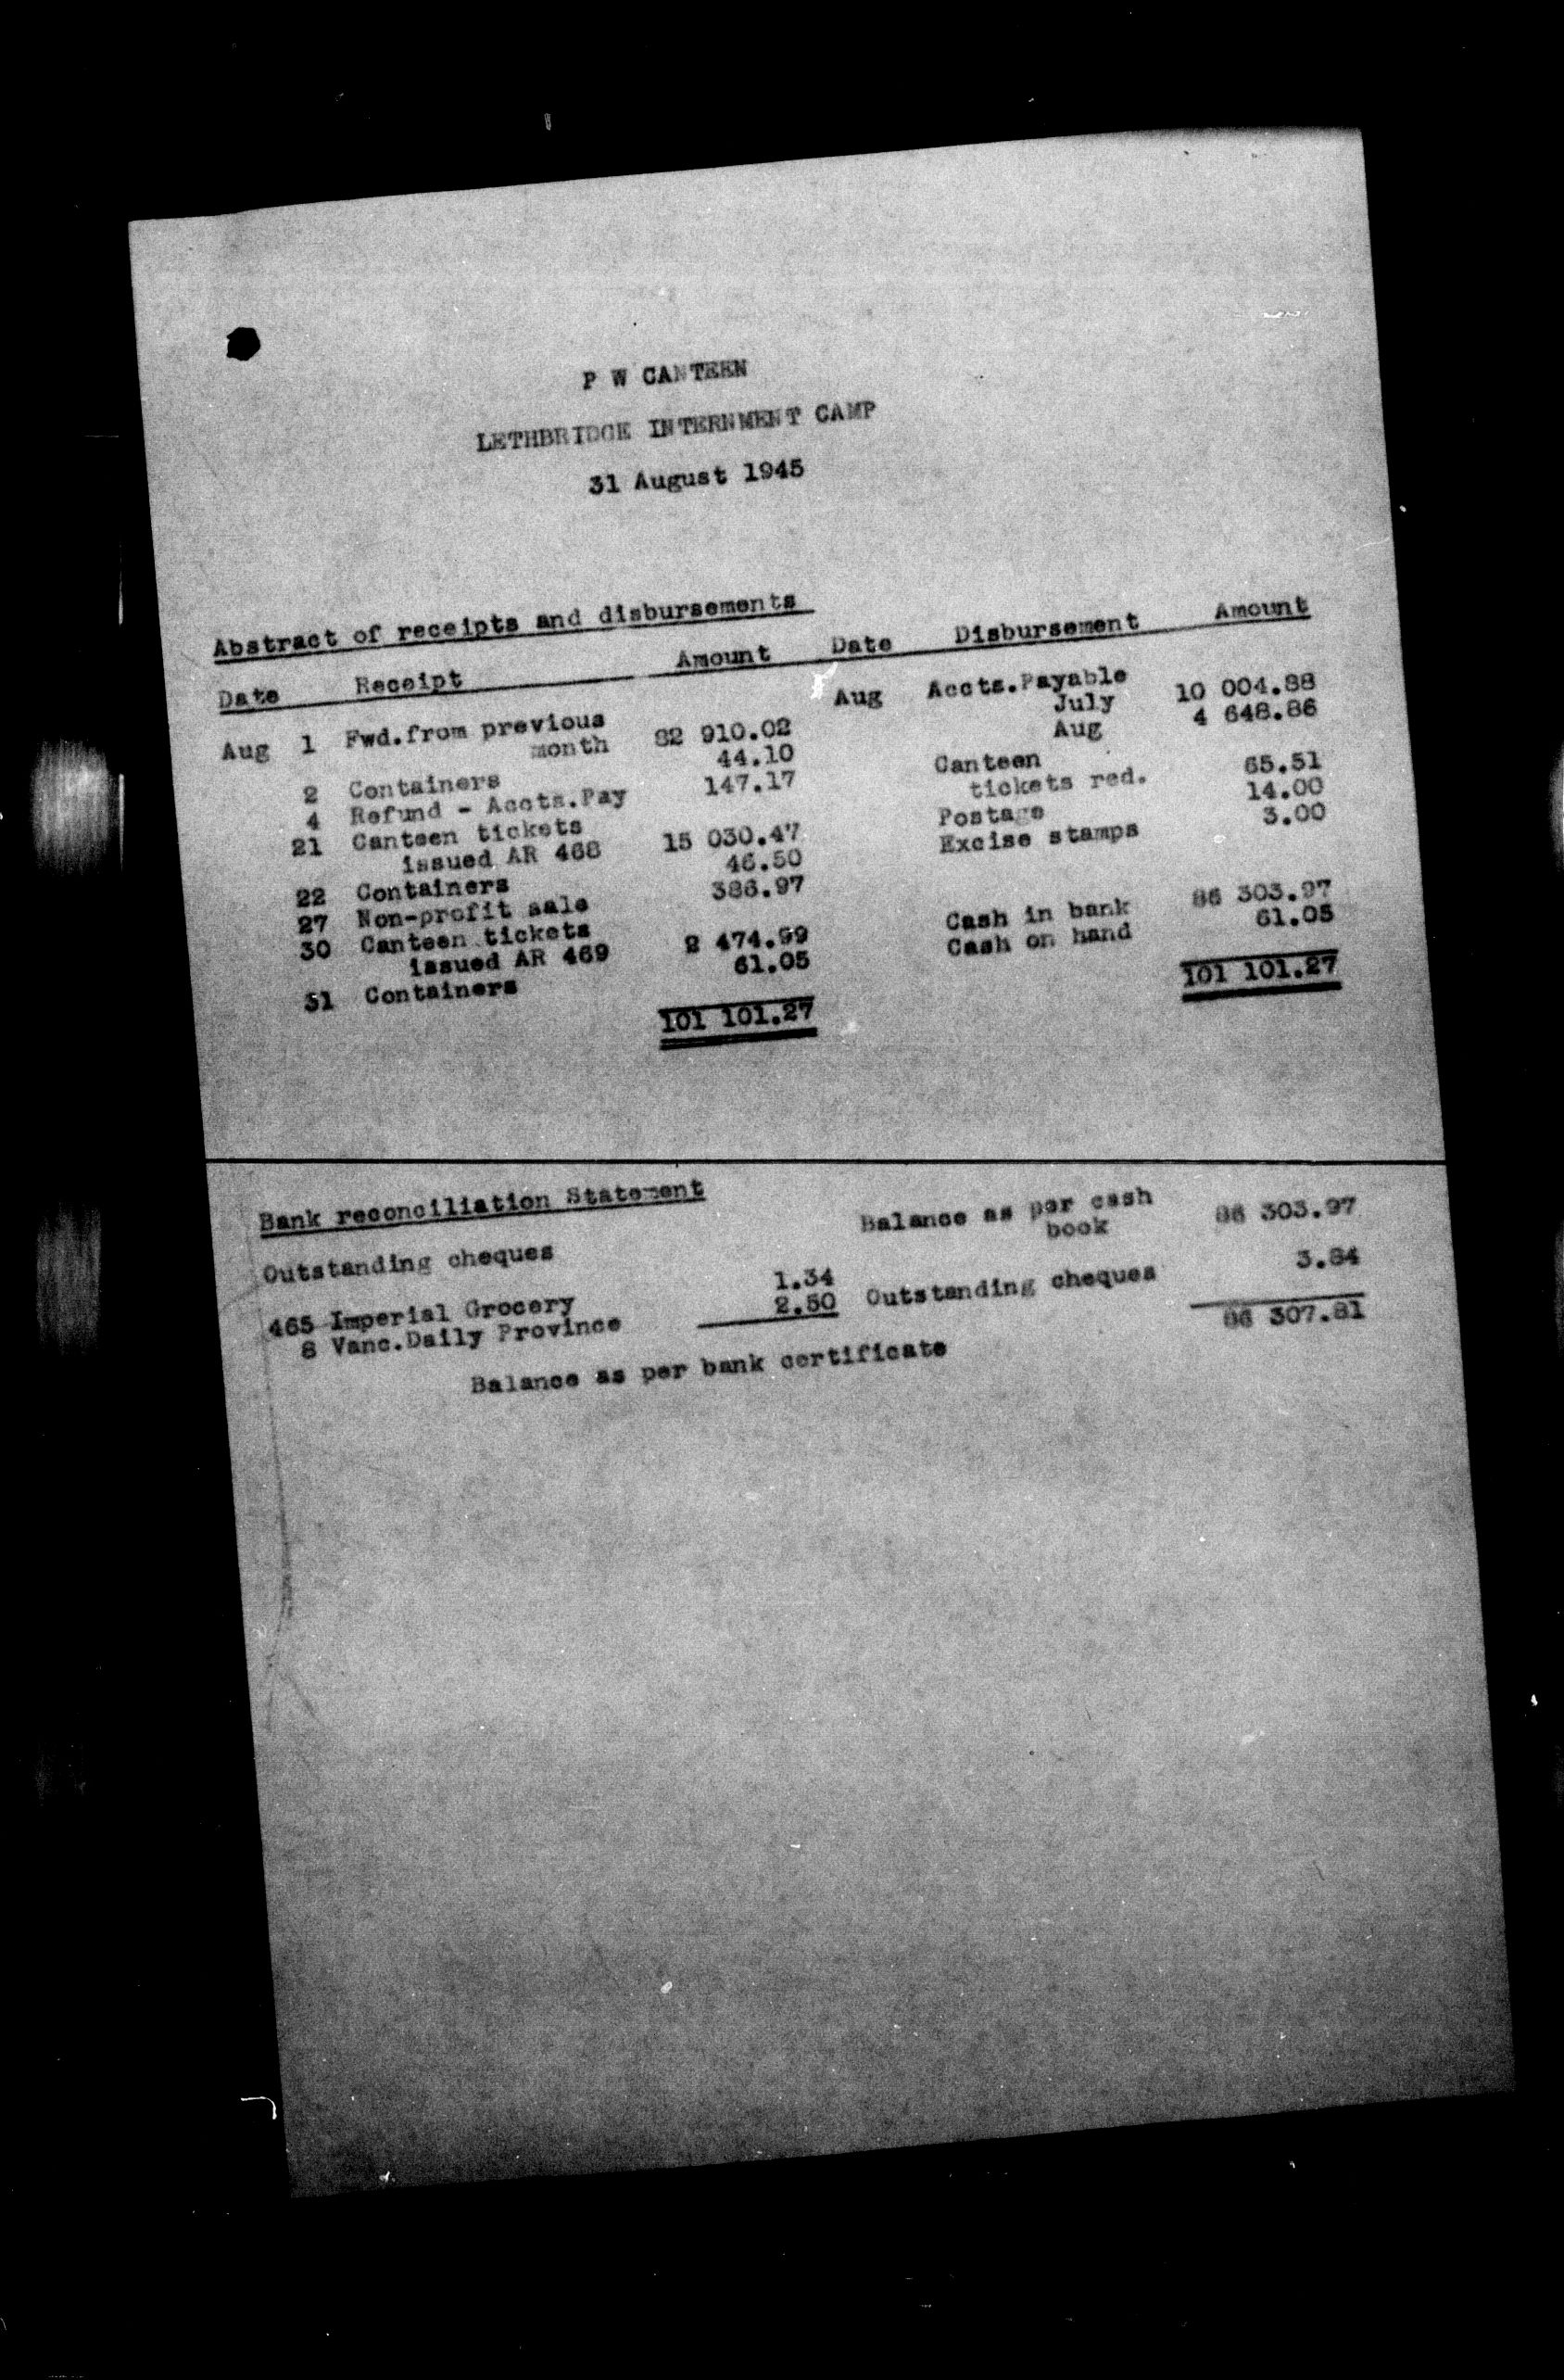 P W CANTEEN
LETHBRIDGE INTERNMENT CAMP
31 August 1945
Abstract of receipts and disbursements
Date Receipt Amount Date Disbursement Amount
Aug 1 Fwd.from previous Aug Accts.Payable
month 82 910.02 July 10 004.88
2 Containers 44.10 Aug 4 648.86
4 Refund - Accts.Pay 147.17 Canteen
21 Canteen tickets tickets red. 65.51
issued AR 468 15 030.47 Postage 14.00
22 Containers 46.50 Excise stamps 3.00
27 Non-profit sale 386.97
30 Canteen tickets Cash in bank 86 303.97
issued AR 469 2 474.99 Cash on hand 61.05
31 Containers 61.05
101 101.27 101 101.27
Bank reconciliation Statement
Outstanding cheques Balance as per cash
book 86 303.97
465 Imperial Grocery 1.34
8 Vanc.Daily Province 2.50 Outstanding cheques 3.84
Balance as per bank certificate 86 307.81